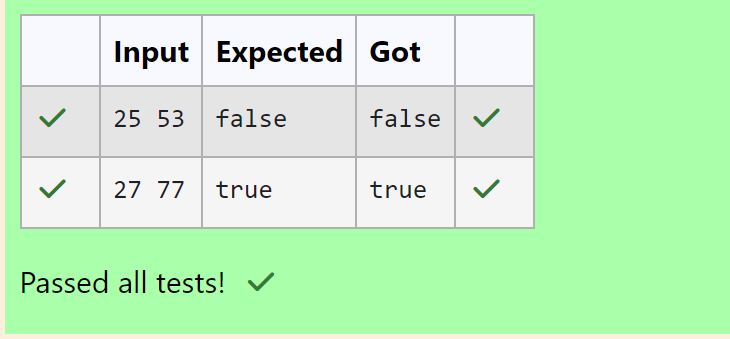 Input Expected Got
25 53 false false
27 77 true true
Passed all tests!